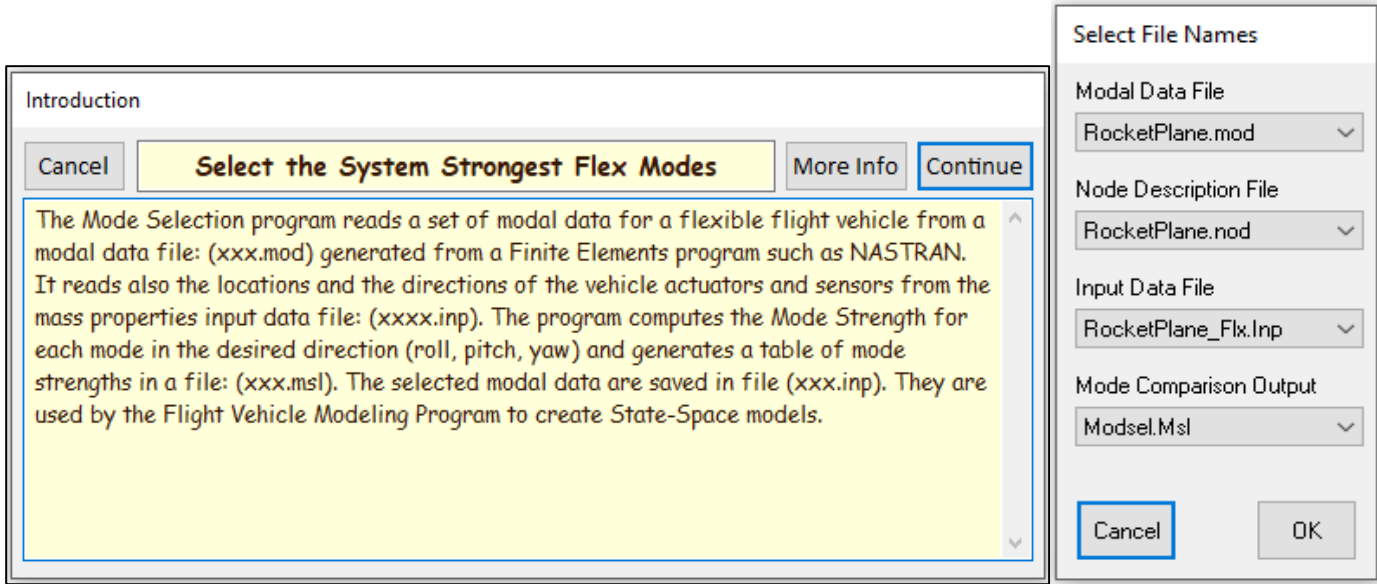 Introduction
Cancel
Select the System Strongest Flex Modes
More Info
Continue
The Mode Selection program reads a set of modal data for a flexible flight vehicle from a
modal data file: (xxx.mod) generated from a Finite Elements program such as NASTRAN.
It reads also the locations and the directions of the vehicle actuators and sensors from the
mass properties input data file: (xxxx.inp). The program computes the Mode Strength for
each mode in the desired direction (roll, pitch, yaw) and generates a table of mode
strengths in a file: (xxx.msl). The selected modal data are saved in file (xxx.inp). They are
used by the Flight Vehicle Modeling Program to create State-Space models.
Select File Names
Modal Data File
RocketPlane.mod
Node Description File
RocketPlane.nod
Input Data File
RocketPlane_Flx.Inp
Mode Comparison Output
Modsel.Msl
Cancel
OK